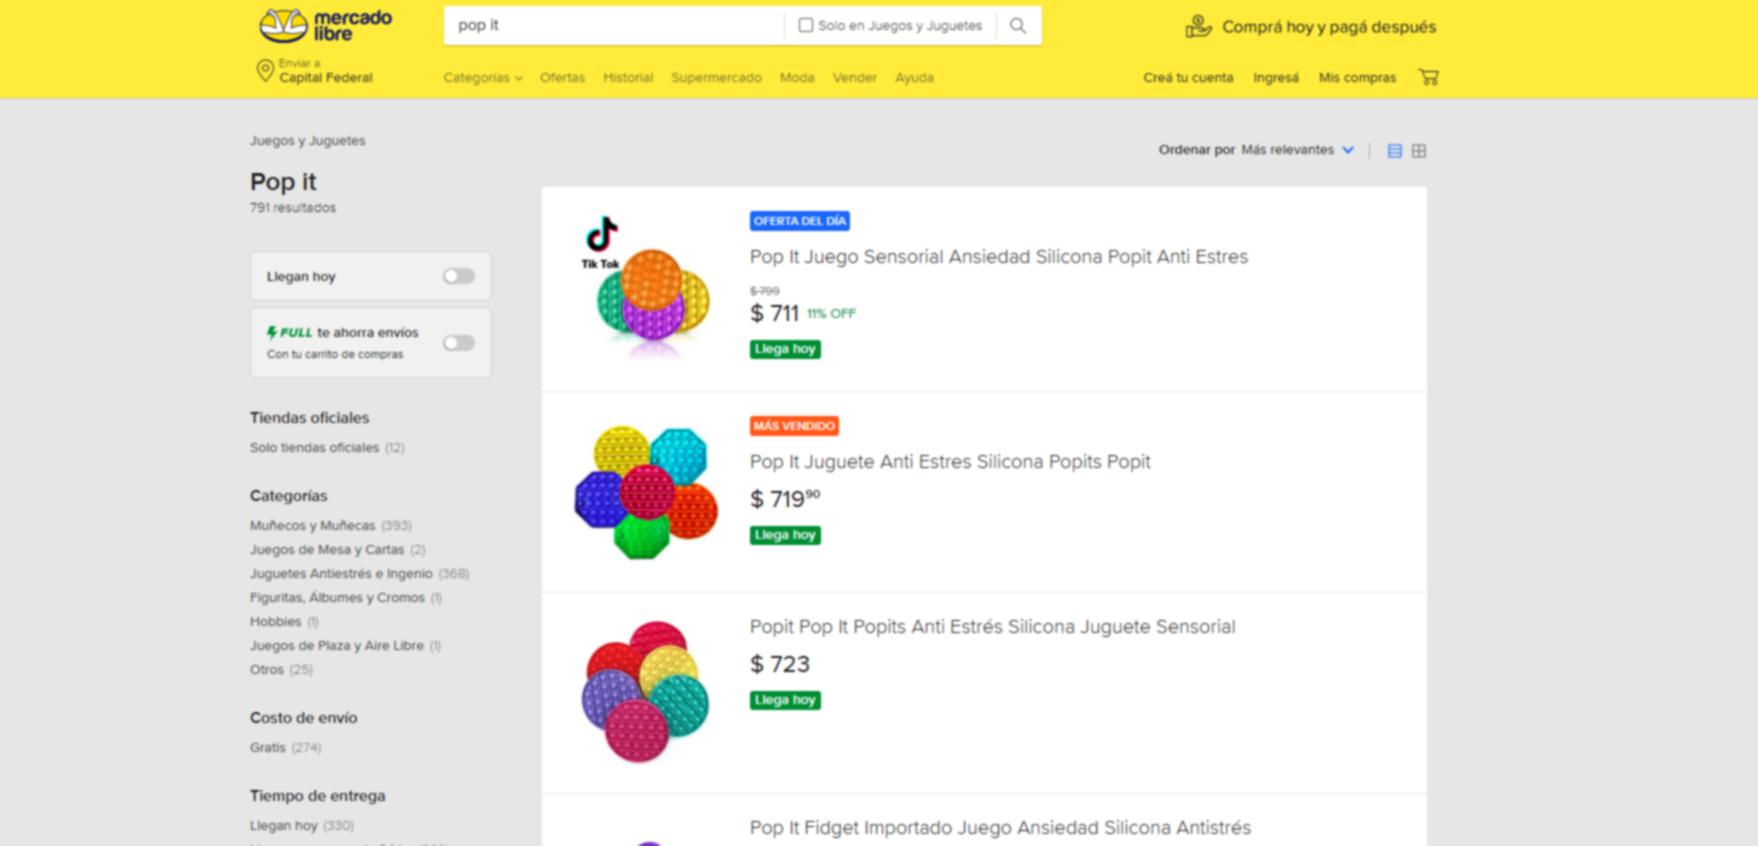 mercado
libre
pop it
Solo en Juegos y Juguetes
Comprá hoy y pagá después
Enviar a
Capital Federal
Categorías
Ofertas
Historial
Supermercado
Moda
Vender
Ayuda
Creá tu cuenta
Ingresá
Mis compras
Juegos y Juguetes
Pop it
791 resultados
Ordenar por Más relevantes
Llegan hoy
FULL te ahorra envíos
Con tu carrito de compras
Tiendas oficiales
Solo tiendas oficiales (12)
Categorías
Muñecos y Muñecas (393)
Juegos de Mesa y Cartas (2)
Juguetes Antiestrés e Ingenio (368)
Figuritas, Álbumes y Cromos (1)
Hobbies (1)
Juegos de Plaza y Aire Libre (1)
Otros (25)
Costo de envío
Gratis (274)
Tiempo de entrega
Llegan hoy (330)
Tik Tok
OFERTA DEL DÍA
Pop It Juego Sensorial Ansiedad Silicona Popit Anti Estres
$ 799
$ 711 11% OFF
Llega hoy
MÁS VENDIDO
Pop It Juguete Anti Estres Silicona Popits Popit
$ 719 90
Llega hoy
Popit Pop It Popits Anti Estrés Silicona Juguete Sensorial
$ 723
Llega hoy
Pop It Fidget Importado Juego Ansiedad Silicona Antistrés